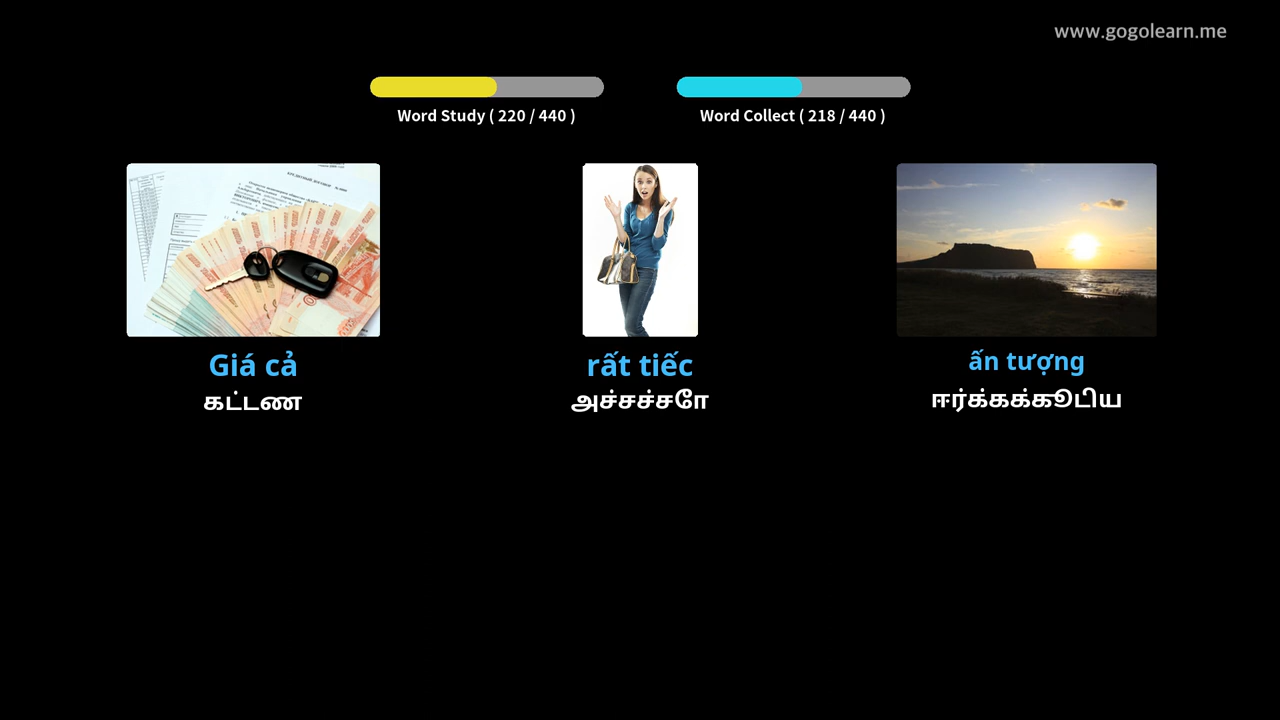 www.gogolearn.me
Word Study ( 220 / 440 )
Word Collect ( 218 / 440 )
Giá cả
கட்டண
rất tiếc
அச்சச்சோ
ấn tượng
ஈர்க்கக்கூடிய